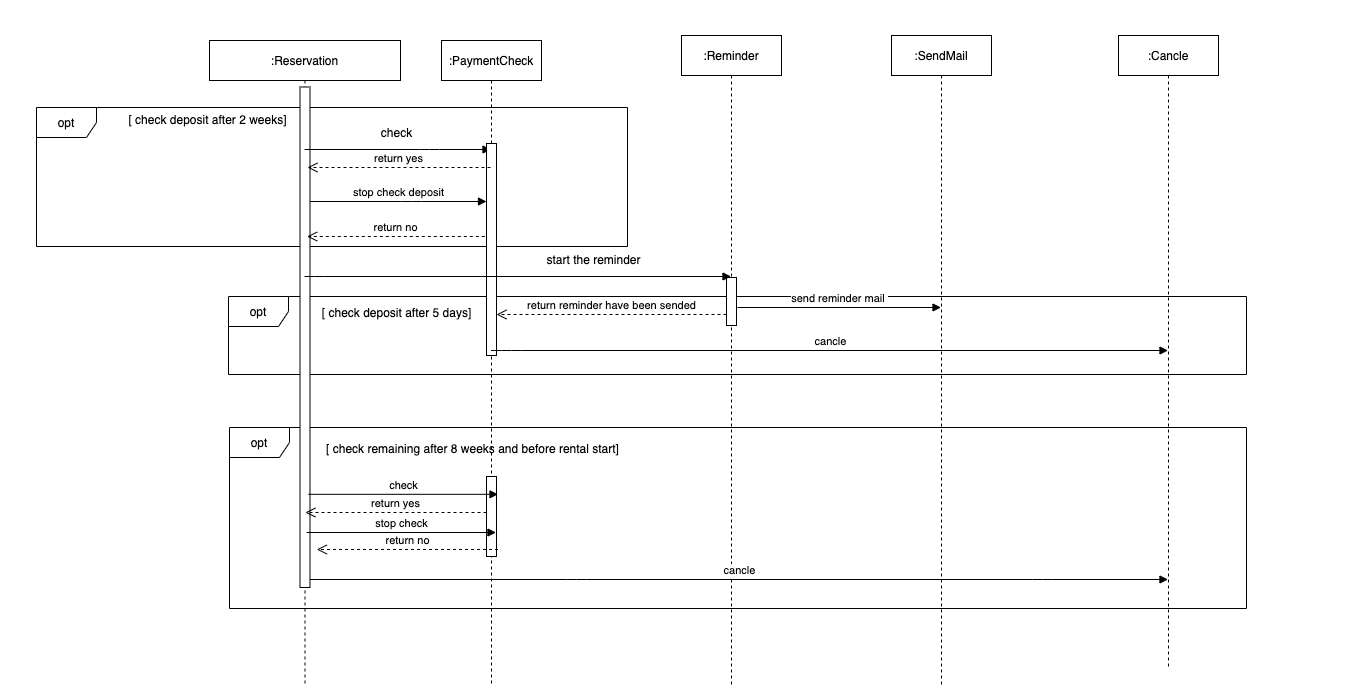 :Reservation
:PaymentCheck
:Reminder
:SendMail
:Cancle
opt
[ check deposit after 2 weeks]
check
return yes
stop check deposit
return no
start the reminder
opt
[ check deposit after 5 days]
return reminder have been sended
send reminder mail
cancle
opt
[ check remaining after 8 weeks and before rental start]
check
return yes
stop check
return no
cancle